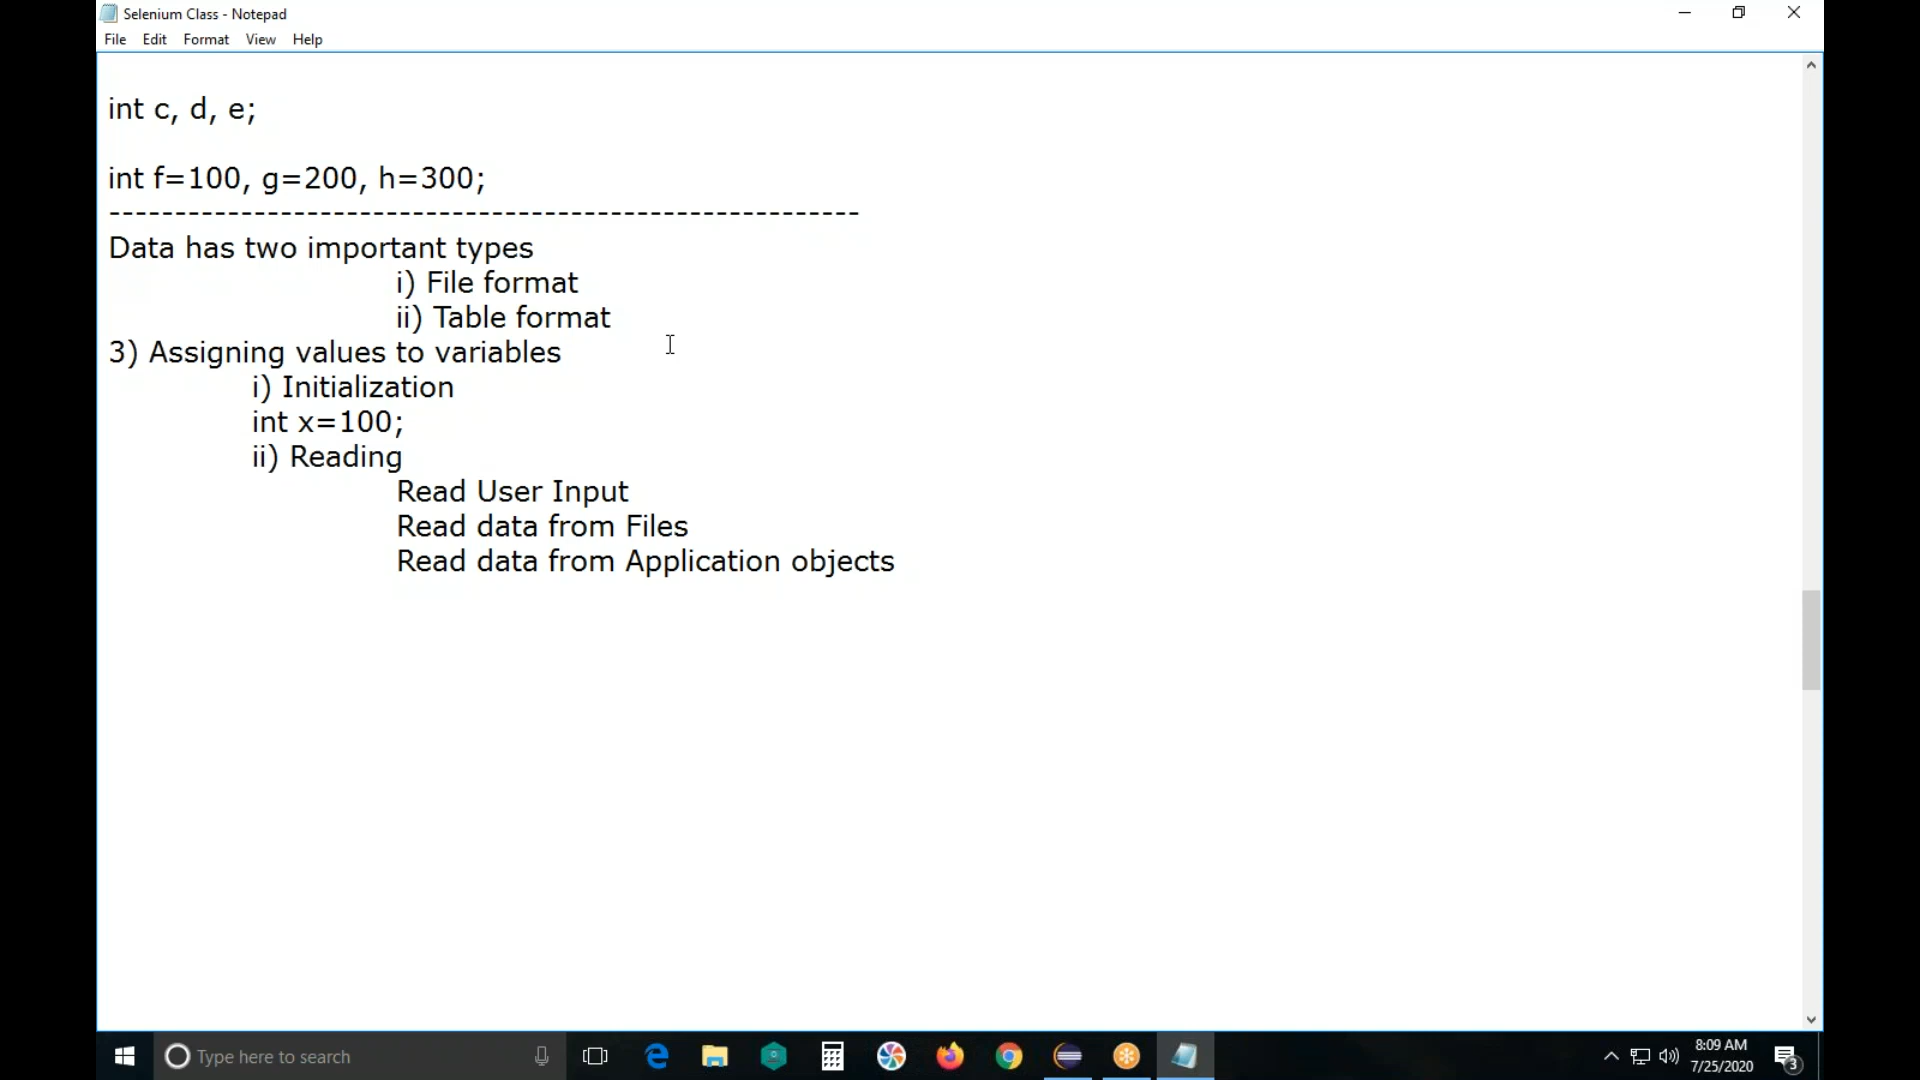 Selenium Class - Notepad
File Edit Format View Help
int c, d, e;
int f=100, g=200, h=300;
---------------------------------------------------------
Data has two important types
i) File format
ii) Table format
3) Assigning values to variables
i) Initialization
int x=100;
ii) Reading
Read User Input
Read data from Files
Read data from Application objects
Type here to search
8:09 AM
7/25/2020
3